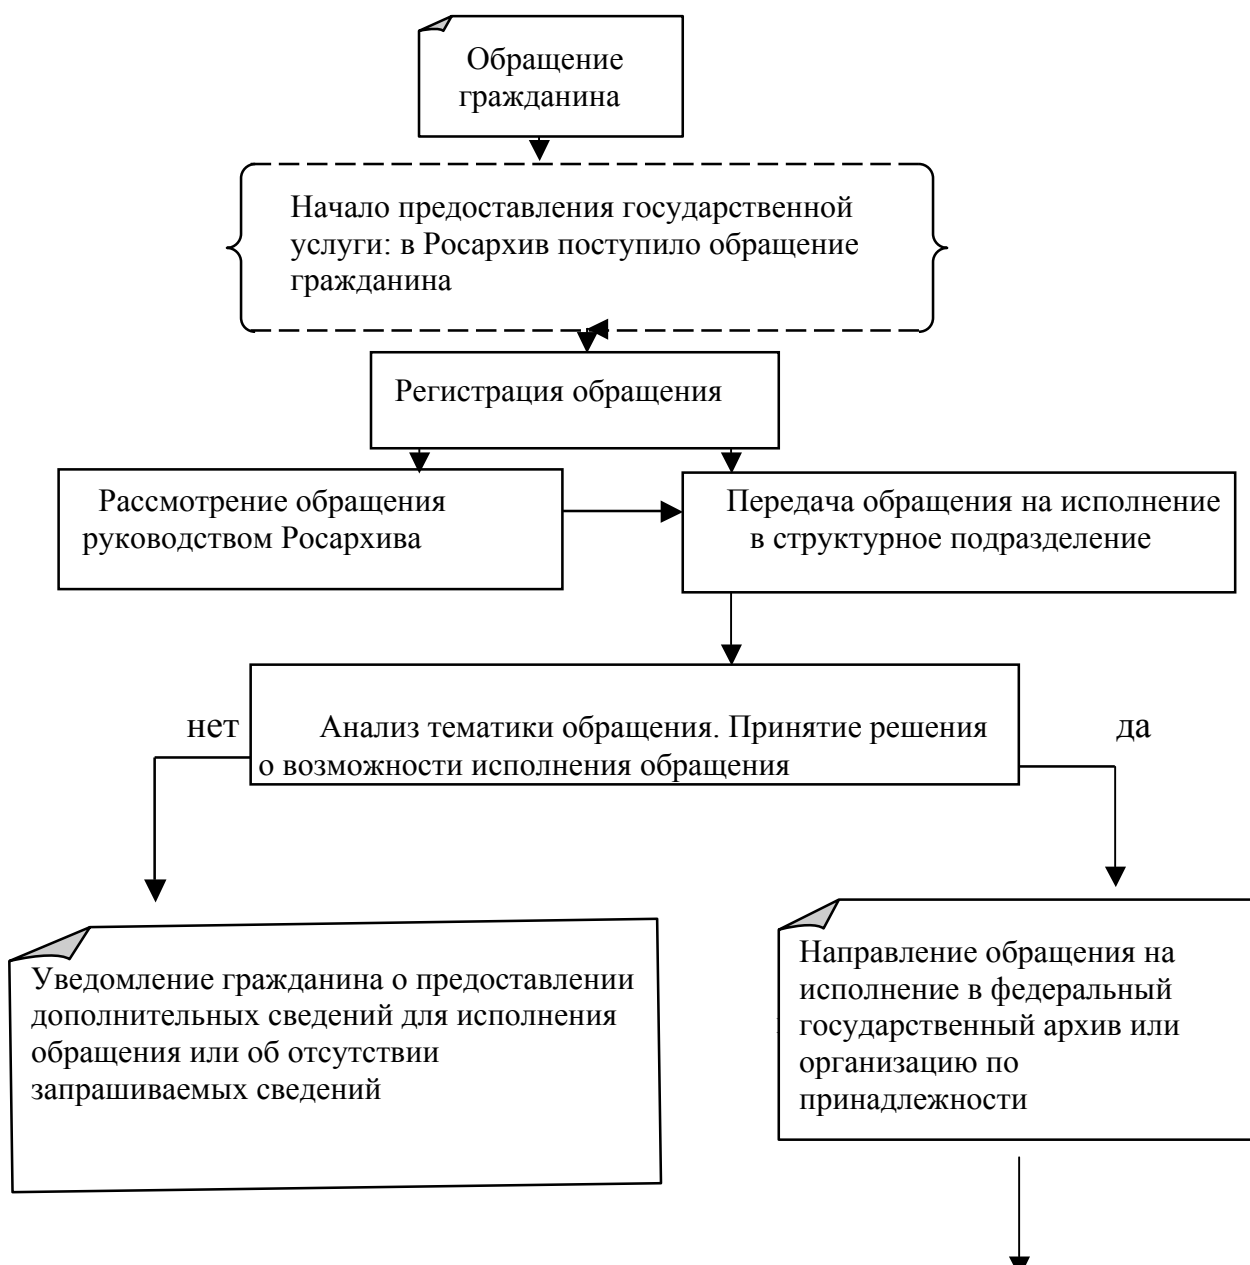 Обращение
гражданина
Начало предоставления государственной
услуги: в Росархив поступило обращение
гражданина
Регистрация обращения
Рассмотрение обращения
руководством Росархива
Передача обращения на исполнение
в структурное подразделение
нет
Анализ тематики обращения. Принятие решения
о возможности исполнения обращения
да
Уведомление гражданина о предоставлении
дополнительных сведений для исполнения
обращения или об отсутствии
запрашиваемых сведений
Направление обращения на
исполнение в федеральный
государственный архив или
организацию по
принадлежности